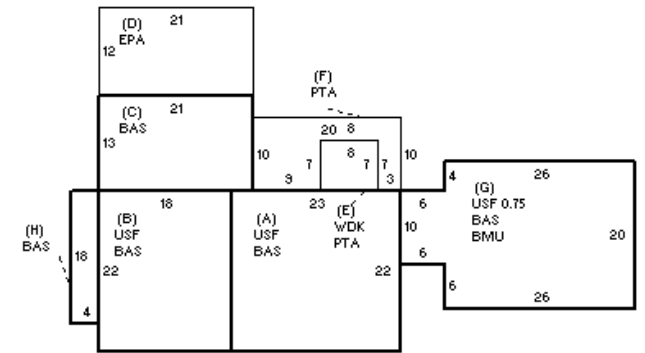 (D)
EPA
21
12
(F)
PTA
(C)
BAS
21
13
20 8
8
10
7
7
7
10
9
3
4
26
(G)
USF 0.75
BAS
BMU
20
18
23
6
(B)
USF
BAS
(A)
USF
BAS
(E)
WDK
PTA
10
(H)
BAS
18
22
22
6
6
26
4